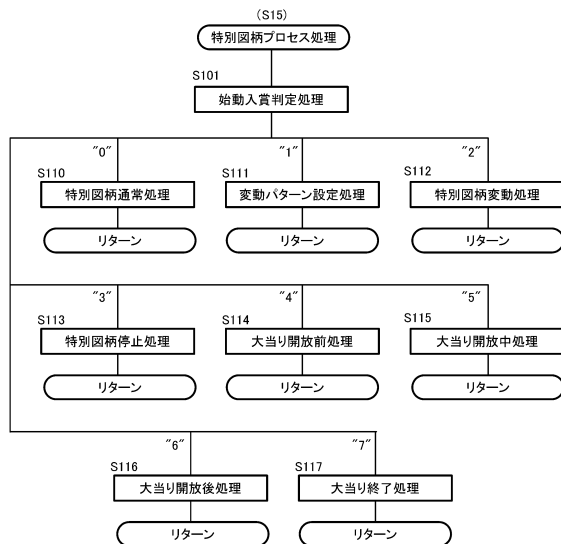 (S15)
特別図柄プロセス処理
S101
始動入賞判定処理
"0"
"1"
"2"
S110
S111
S112
特別図柄通常処理
変動パターン設定処理
特別図柄変動処理
リターン
リターン
リターン
"3"
"4"
"5"
S113
S114
S115
特別図柄停止処理
大当り開放前処理
大当り開放中処理
リターン
リターン
リターン
"6"
"7"
S116
S117
大当り開放後処理
大当り終了処理
リターン
リターン